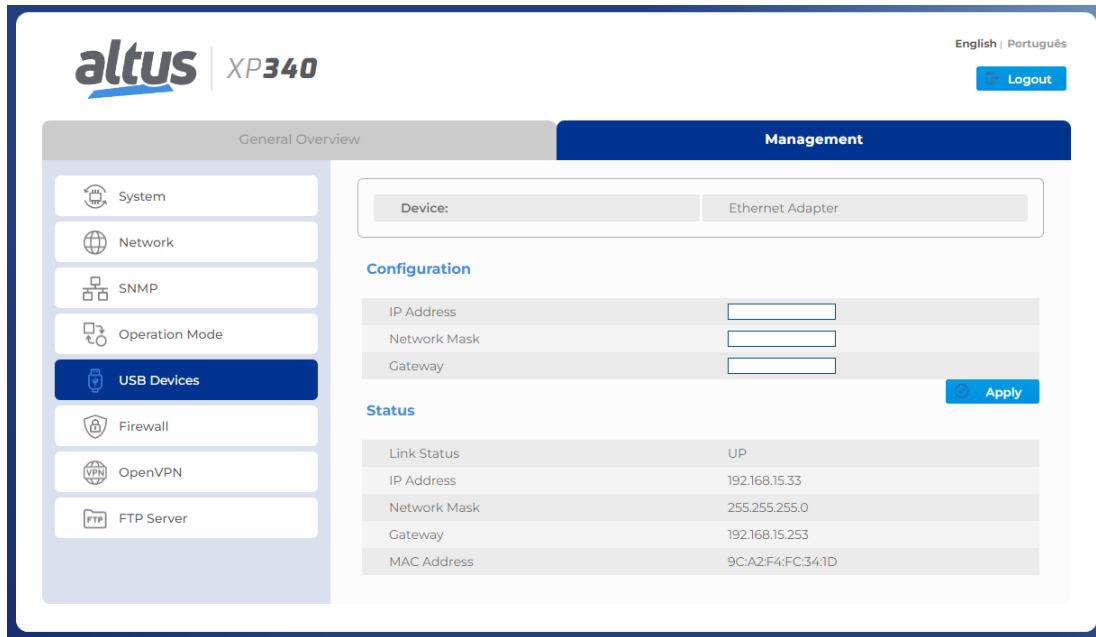 English | Português
altus XP340
Logout
General Overview
Management
System
Network
SNMP
Operation Mode
USB Devices
Firewall
VPN OpenVPN
FTP FTP Server
Device: Ethernet Adapter
Configuration
IP Address
Network Mask
Gateway
Apply
Status
Link Status UP
IP Address 192.168.15.33
Network Mask 255.255.255.0
Gateway 192.168.15.253
MAC Address 9C:A2:F4:FC:34:1D